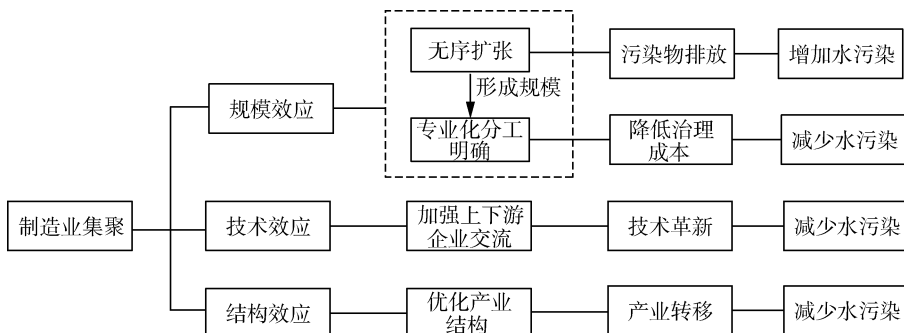 无序扩张
污染物排放
增加水污染
形成规模
规模效应
专业化分工
明确
降低治理
成本
减少水污染
制造业集聚
技术效应
加强上下游
企业交流
技术革新
减少水污染
结构效应
优化产业
结构
产业转移
减少水污染